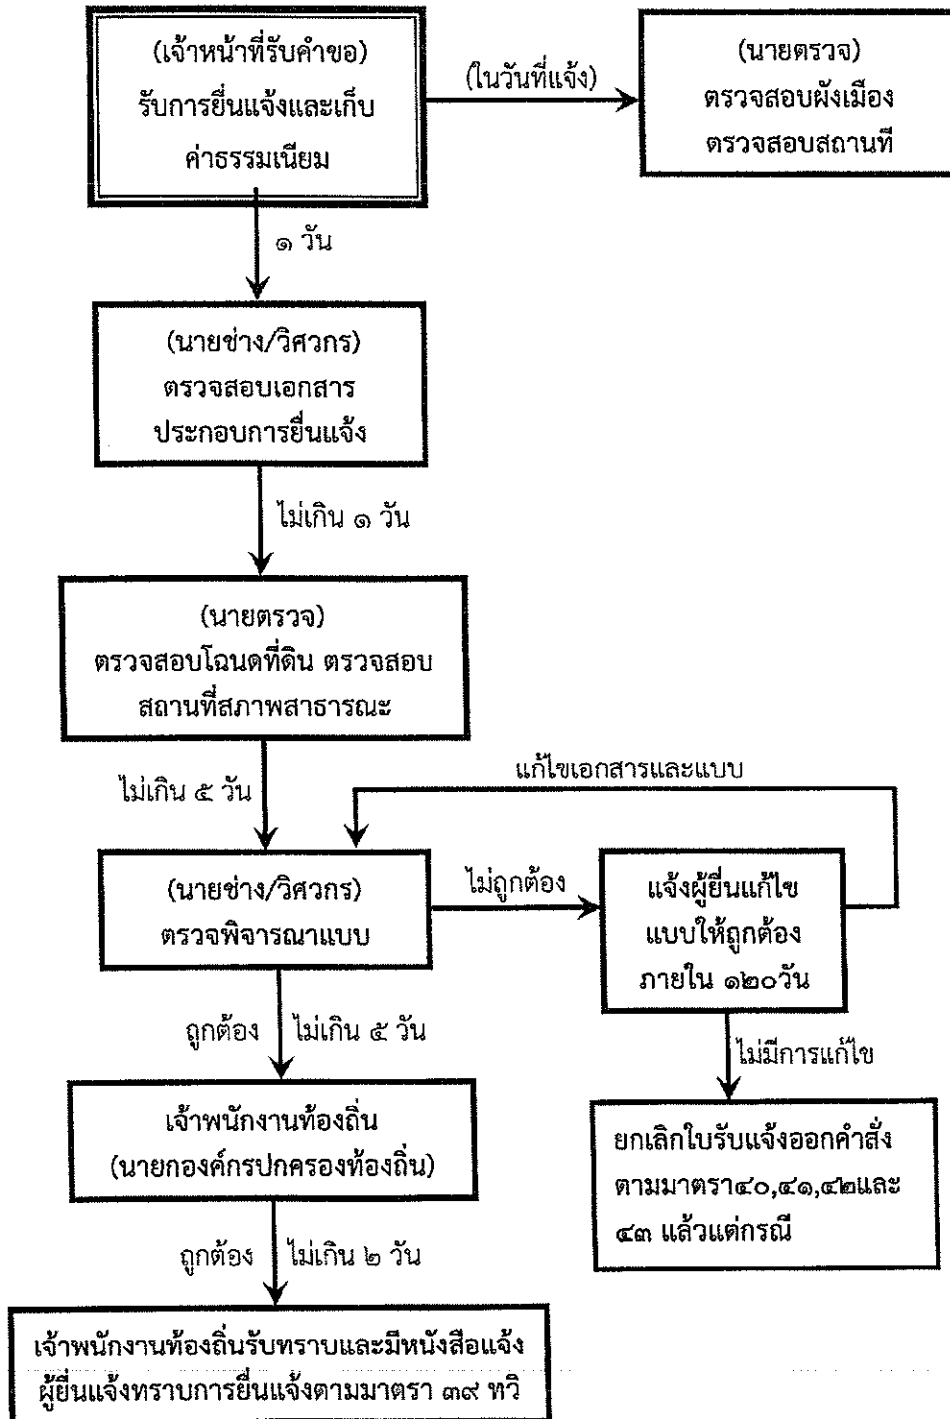 (เจ้าหน้าที่รับคำขอ)
รับการยื่นแจ้งและเก็บ
ค่าธรรมเนียม
(ในวันที่แจ้ง)
(นายตรวจ)
ตรวจสอบผังเมือง
ตรวจสอบสถานที
๑ วัน
(นายช่าง/วิศวกร)
ตรวจสอบเอกสาร
ประกอบการยื่นแจ้ง
ไม่เกิน ๑ วัน
(นายตรวจ)
ตรวจสอบโฉนดที่ดิน ตรวจสอบ
สถานที่สภาพสาธารณะ
ไม่เกิน ๕ วัน
แก้ไขเอกสารและแบบ
(นายช่าง/วิศวกร)
ตรวจพิจารณาแบบ
ไม่ถูกต้อง
แจ้งผู้ยื่นแก้ไข
แบบให้ถูกต้อง
ภายใน ๑๒๐วัน
ถูกต้อง ไม่เกิน ๕ วัน
ไม่มีการแก้ไข
เจ้าพนักงานท้องถิ่น
(นายกองค์กรปกครองท้องถิ่น)
ยกเลิกใบรับแจ้งออกคำสั่ง
ตามมาตรา๔๐,๔๑,๔๒และ
๔๓ แล้วแต่กรณี
ถูกต้อง ไม่เกิน ๒ วัน
เจ้าพนักงานท้องถิ่นรับทราบและมีหนังสือแจ้ง
ผู้ยื่นแจ้งทราบการยื่นแจ้งตามมาตรา ๓๙ ทวิ